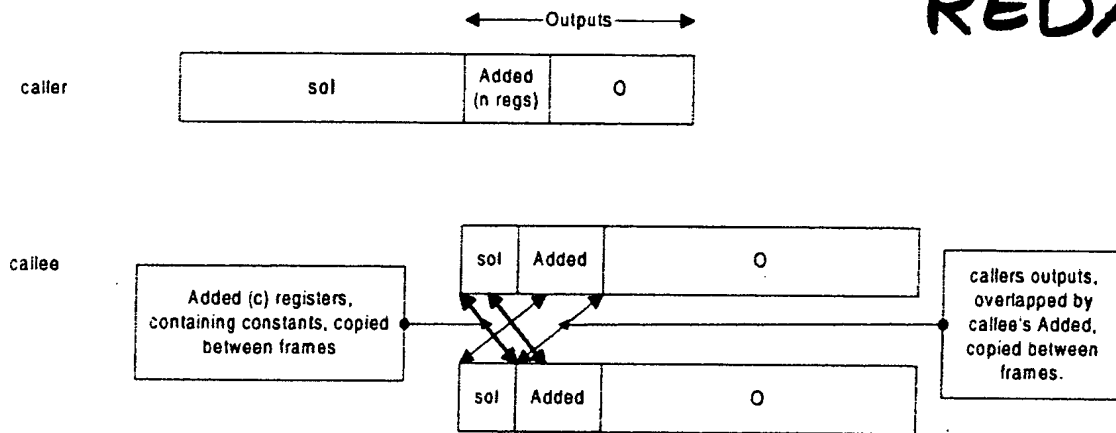 Outputs
caller
sol
Added
(n regs)
O
callee
sol
Added
O
Added (c) registers,
containing constants, copied
between frames
callers outputs,
overlapped by
callee's Added,
copied between
frames.
sol
Added
O